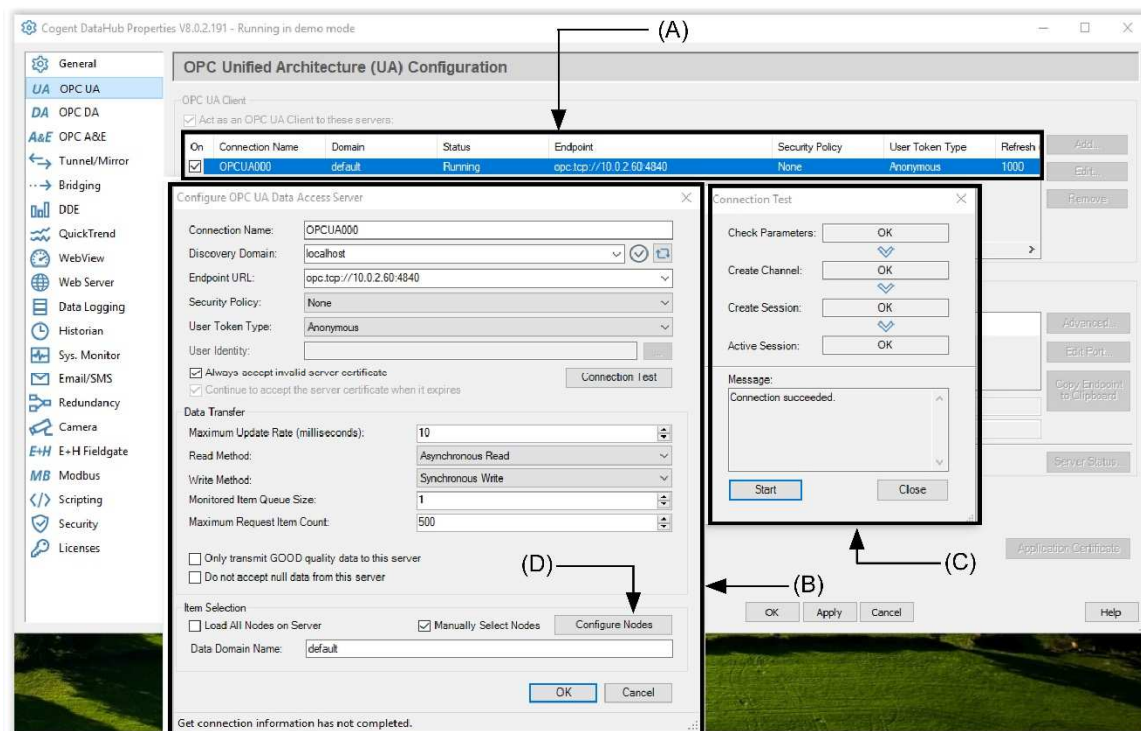 Cogent DataHub Properties V8.0.2.191 - Running in demo mode
(A)
General
UA OPC UA
DA OPC DA
A&E OPC A&E
Tunnel/Mirror
Bridging
DDE
QuickTrend
WebView
Web Server
Data Logging
Historian
Sys. Monitor
Email/SMS
Redundancy
Camera
E+H E+H Fieldgate
MB Modbus
Scripting
Security
Licenses
OPC Unified Architecture (UA) Configuration
OPC UA Client
Act as an OPC UA Client to these servers:
On Connection Name Domain Status Endpoint Security Policy User Token Type Refresh
OPCUA000 default Running opc.tcp://10.0.2.60:4840 None Anonymous 1000
Add...
Edit...
Remove
Configure OPC UA Data Access Server
Connection Name: OPCUA000
Discovery Domain: localhost
Endpoint URL: opc.tcp://10.0.2.60:4840
Security Policy: None
User Token Type: Anonymous
User Identity:
...
Always accept invalid server certificate
Continue to accept the server certificate when it expires
Connection Test
Data Transfer
Maximum Update Rate (milliseconds): 10
Read Method: Asynchronous Read
Write Method: Synchronous Write
Monitored Item Queue Size: 1
Maximum Request Item Count: 500
Only transmit GOOD quality data to this server
Do not accept null data from this server
(D)
(B)
Item Selection
Load All Nodes on Server
Manually Select Nodes
Configure Nodes
Data Domain Name: default
OK Cancel
Get connection information has not completed.
Connection Test
Check Parameters: OK
Create Channel: OK
Create Session: OK
Active Session: OK
Message:
Connection succeeded.
Start Close
(C)
Advanced...
Edit Port...
Copy Endpoint
to Clipboard
Server Status...
Application Certificate
OK Apply Cancel Help